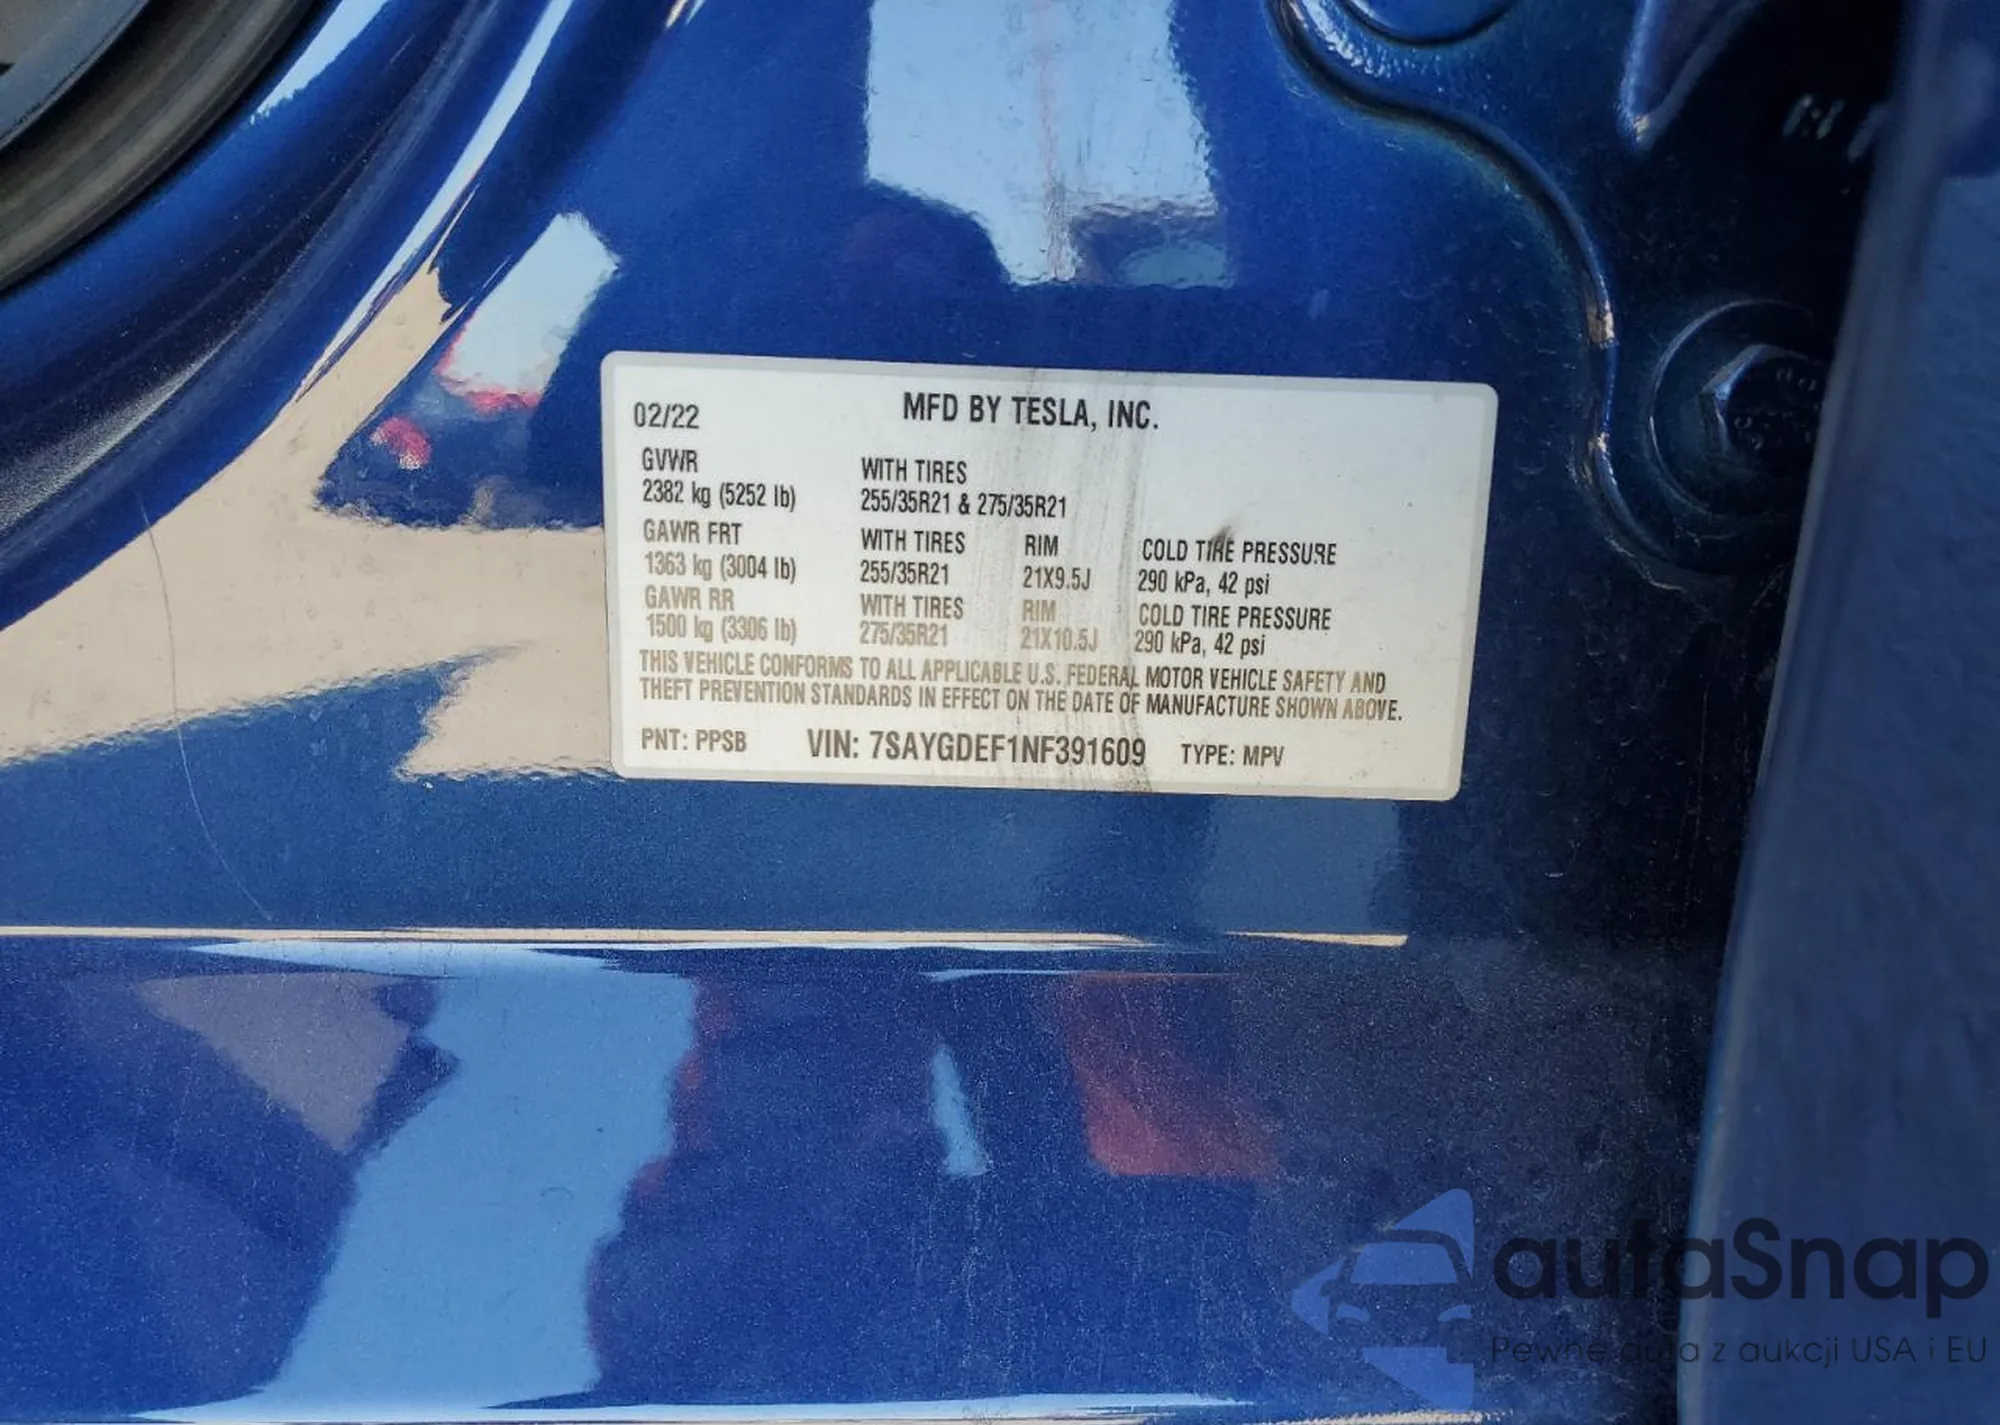 02/22 MFD BY TESLA, INC.
GVWR WITH TIRES
2382 kg (5252 lb) 255/35R21 & 275/35R21
GAWR FRT WITH TIRES RIM COLD TIRE PRESSURE
1363 kg (3004 lb) 255/35R21 21X9.5J 290 kPa, 42 psi
GAWR RR WITH TIRES RIM COLD TIRE PRESSURE
1500 kg (3306 lb) 275/35R21 21X10.5J 290 kPa, 42 psi
THIS VEHICLE CONFORMS TO ALL APPLICABLE U.S. FEDERAL MOTOR VEHICLE SAFETY AND
THEFT PREVENTION STANDARDS IN EFFECT ON THE DATE OF MANUFACTURE SHOWN ABOVE.
PNT: PPSB VIN: 7SAYGDEF1NF391609 TYPE: MPV
autaSnap
Pewne auta z aukcji USA i EU